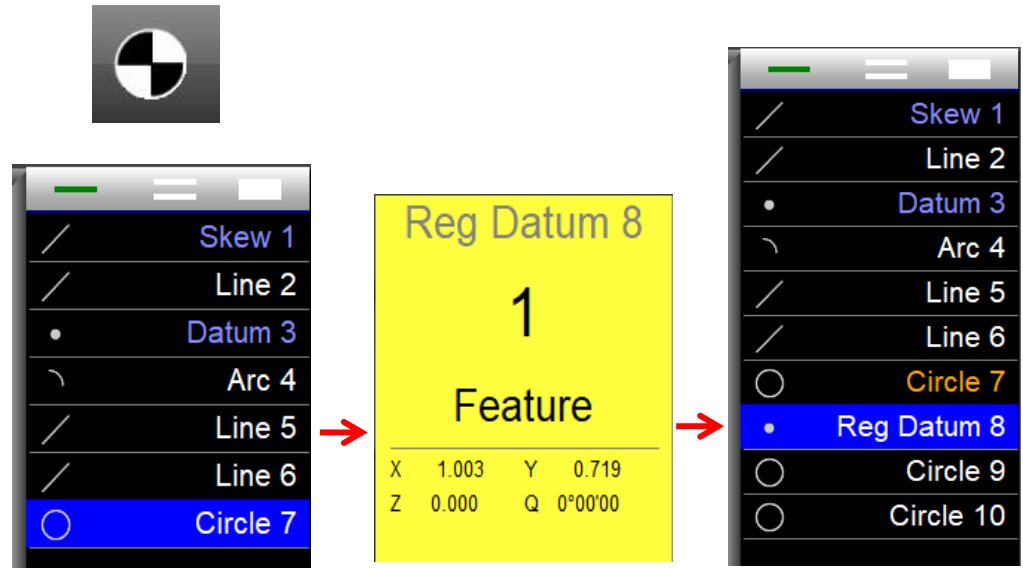 Skew 1
Line 2
Datum 3
Arc 4
Line 5
Line 6
Circle 7
Reg Datum 8
1
Feature
X 1.003 Y 0.719
Z 0.000 Q 0°00'00
Skew 1
Line 2
Datum 3
Arc 4
Line 5
Line 6
Circle 7
Reg Datum 8
Circle 9
Circle 10